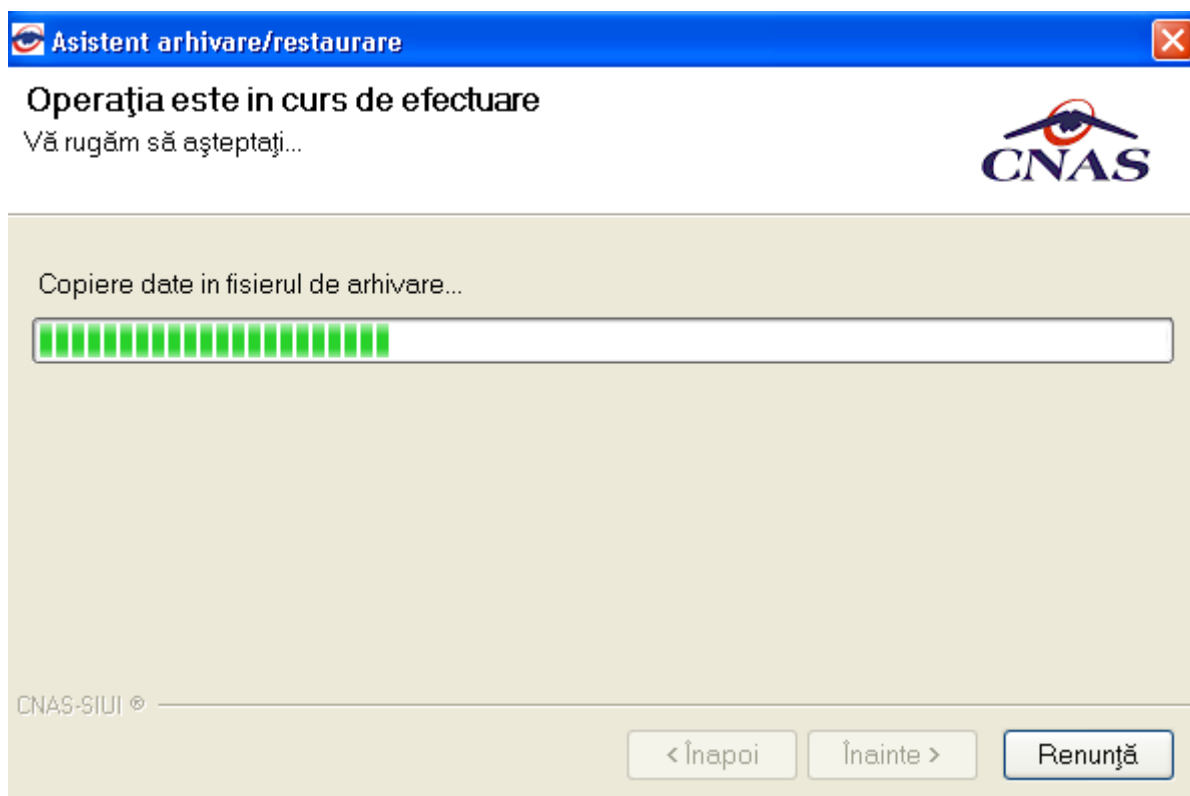 Asistent arhivare/restaurare
Operaţia este in curs de efectuare
Vă rugăm să aşteptaţi...
CNAS
Copiere date in fisierul de arhivare...
CNAS-SIUI ®
< Înapoi
Înainte >
Renunţă